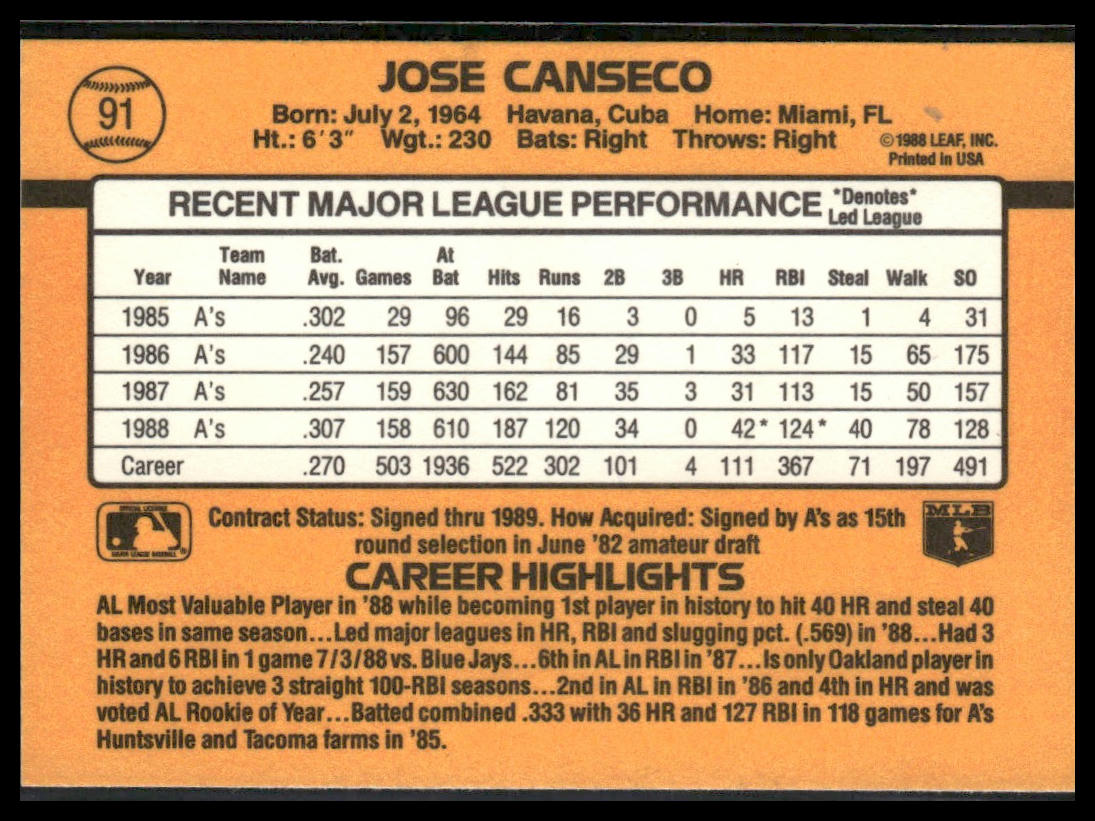 91
JOSE CANSECO
Born: July 2, 1964 Havana, Cuba Home: Miami, FL
Ht.: 6'3" Wgt.: 230 Bats: Right Throws: Right
©1988 LEAF, INC.
Printed in USA
RECENT MAJOR LEAGUE PERFORMANCE *Denotes*
Led League
Team Bat. At
Year Name Avg. Games Bat Hits Runs 2B 3B HR RBI Steal Walk SO
1985 A's .302 29 96 29 16 3 0 5 13 1 4 31
1986 A's .240 157 600 144 85 29 1 33 117 15 65 175
1987 A's .257 159 630 162 81 35 3 31 113 15 50 157
1988 A's .307 158 610 187 120 34 0 42* 124* 40 78 128
Career .270 503 1936 522 302 101 4 111 367 71 197 491
Contract Status: Signed thru 1989. How Acquired: Signed by A's as 15th
round selection in June '82 amateur draft
MLB
CAREER HIGHLIGHTS
AL Most Valuable Player in '88 while becoming 1st player in history to hit 40 HR and steal 40
bases in same season...Led major leagues in HR, RBI and slugging pct. (.569) in '88...Had 3
HR and 6 RBI in 1 game 7/3/88 vs. Blue Jays...6th in AL in RBI in '87...Is only Oakland player in
history to achieve 3 straight 100-RBI seasons...2nd in AL in RBI in '86 and 4th in HR and was
voted AL Rookie of Year...Batted combined .333 with 36 HR and 127 RBI in 118 games for A's
Huntsville and Tacoma farms in '85.